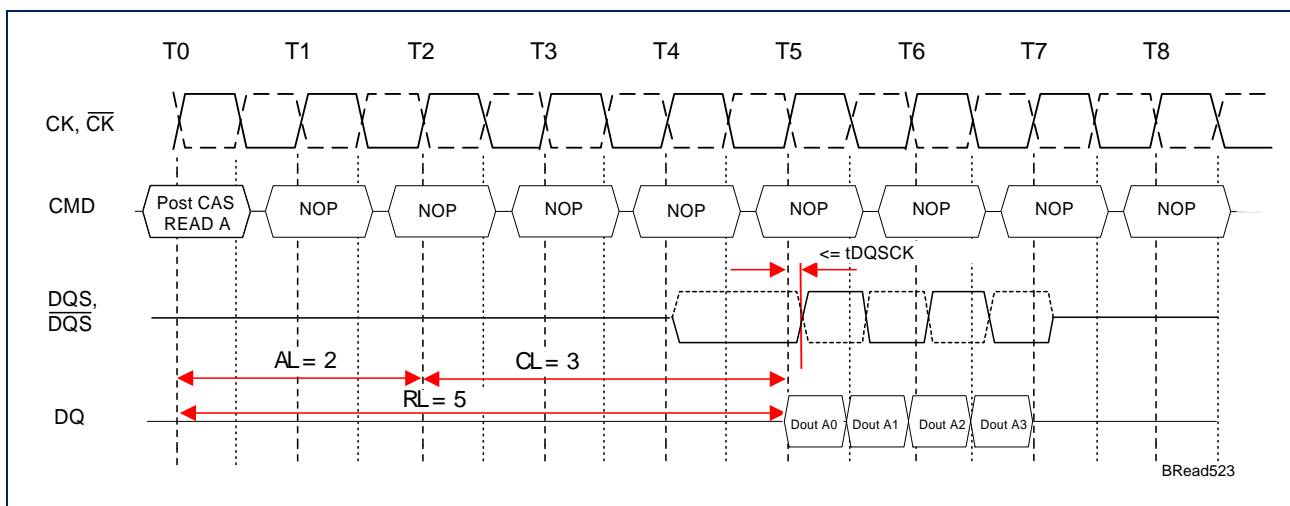 T0 T1 T2 T3 T4 T5 T6 T7 T8
CK, CK
CMD
Post CAS
READ A
NOP NOP NOP NOP NOP NOP NOP NOP
<= tDQSCK
DQS,
DQS
AL = 2
CL = 3
RL = 5
DQ
Dout A0 Dout A1 Dout A2 Dout A3
BRead523